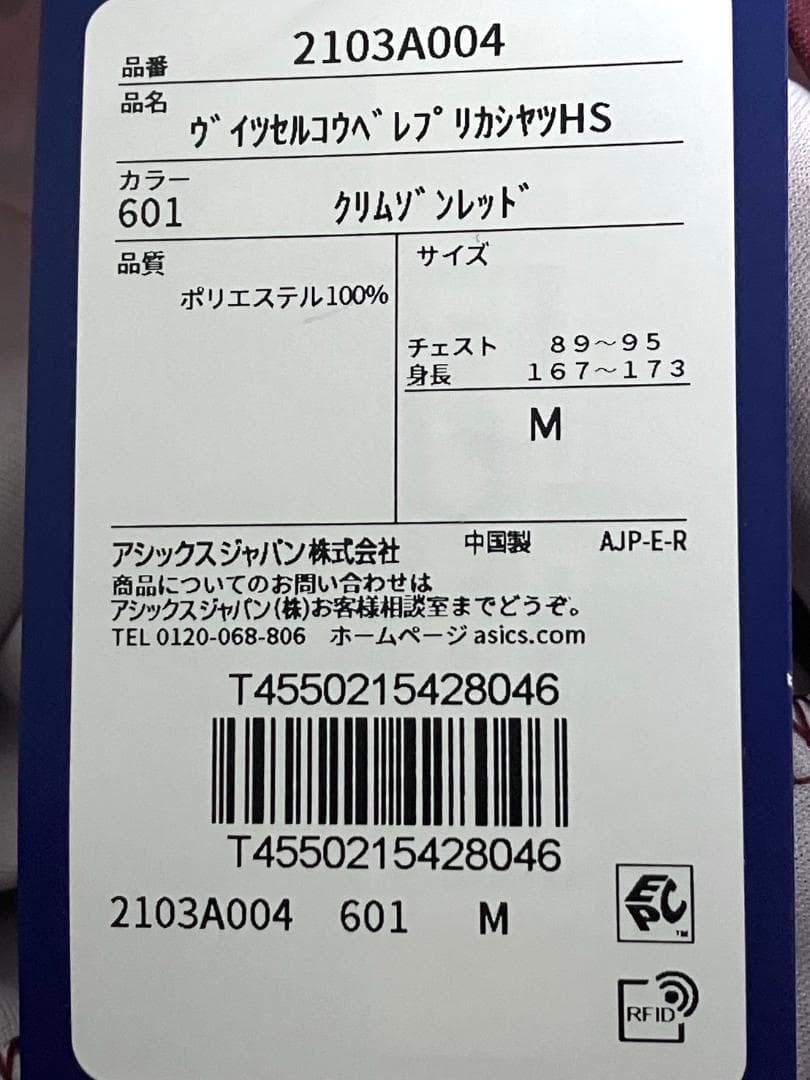 品番 2103A004
品名
ｳﾞｲﾂｾﾙｺｳﾍﾞﾚﾌﾟﾘｶｼﾔﾂHS
カラー
601 ｸﾘﾑｿﾞﾝﾚｯﾄﾞ
品質
ポリエステル100%
サイズ
チェスト ８９～９５
身長 １６７～１７３
M
アシックスジャパン株式会社 中国製 AJP-E-R
商品についてのお問い合わせは
アシックスジャパン(株)お客様相談室までどうぞ。
TEL 0120-068-806 ホームページ asics.com
T4550215428046
T4550215428046
2103A004 601 M
EPC
TM
RFID